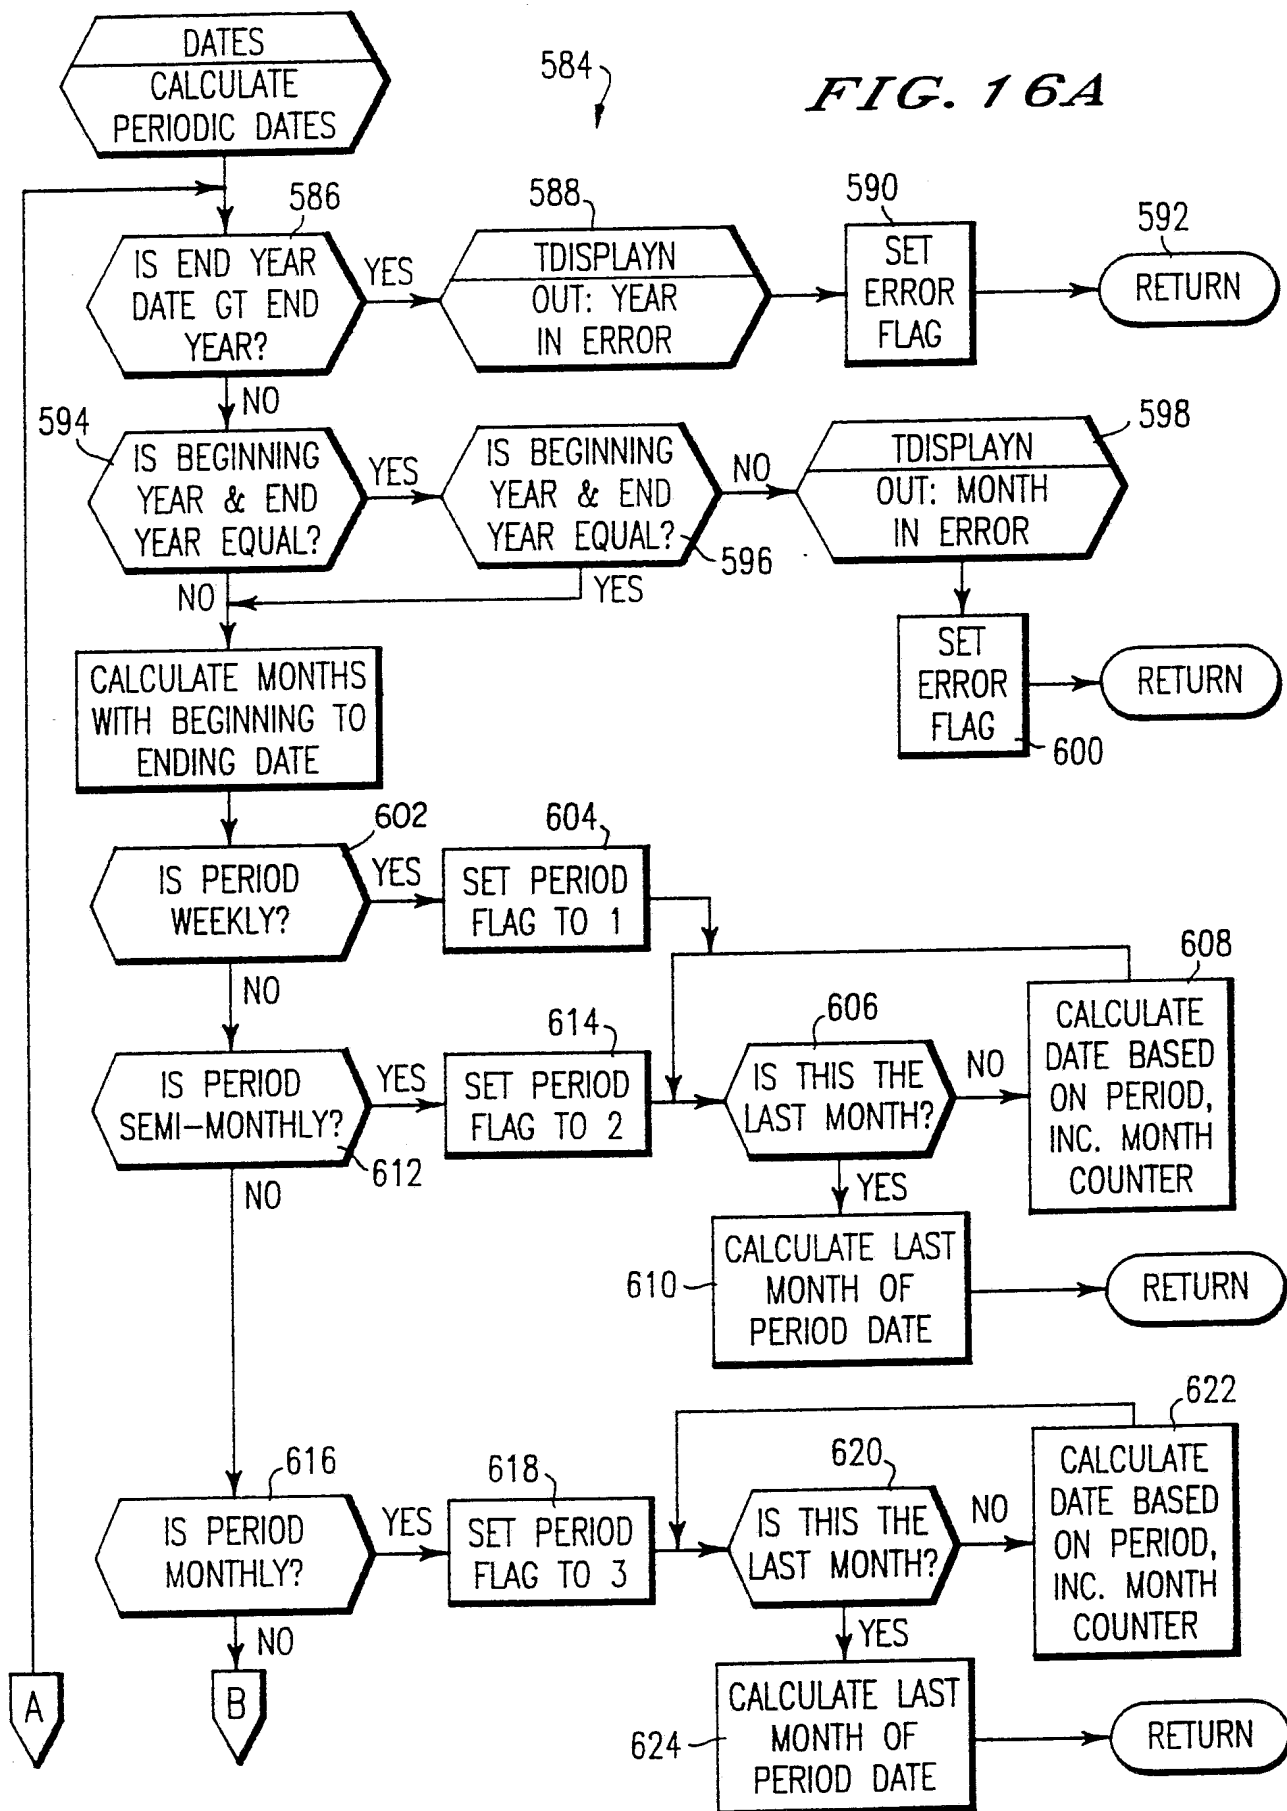 DATES
CALCULATE
PERIODIC DATES
584
FIG. 16A
586
IS END YEAR
DATE GT END
YEAR?
YES
588
TDISPLAYN
OUT: YEAR
IN ERROR
590
SET
ERROR
FLAG
592
RETURN
NO
594
IS BEGINNING
YEAR & END
YEAR EQUAL?
YES
IS BEGINNING
YEAR & END
YEAR EQUAL?
596
NO
598
TDISPLAYN
OUT: MONTH
IN ERROR
NO
YES
SET
ERROR
FLAG
600
RETURN
CALCULATE MONTHS
WITH BEGINNING TO
ENDING DATE
602
IS PERIOD
WEEKLY?
YES
604
SET PERIOD
FLAG TO 1
NO
IS PERIOD
SEMI-MONTHLY?
612
YES
614
SET PERIOD
FLAG TO 2
606
IS THIS THE
LAST MONTH?
NO
608
CALCULATE
DATE BASED
ON PERIOD,
INC. MONTH
COUNTER
NO
YES
610
CALCULATE LAST
MONTH OF
PERIOD DATE
RETURN
616
IS PERIOD
MONTHLY?
YES
618
SET PERIOD
FLAG TO 3
620
IS THIS THE
LAST MONTH?
NO
622
CALCULATE
DATE BASED
ON PERIOD,
INC. MONTH
COUNTER
NO
YES
A
B
624
CALCULATE LAST
MONTH OF
PERIOD DATE
RETURN